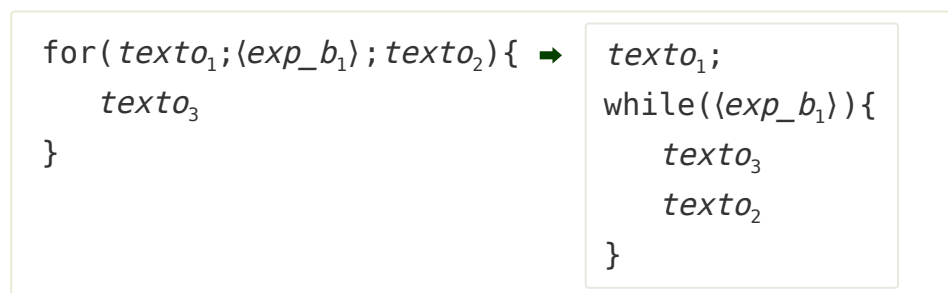 for(texto₁;⟨exp_b₁⟩;texto₂){ ➡
texto₃
}
texto₁;
while(⟨exp_b₁⟩){
texto₃
texto₂
}